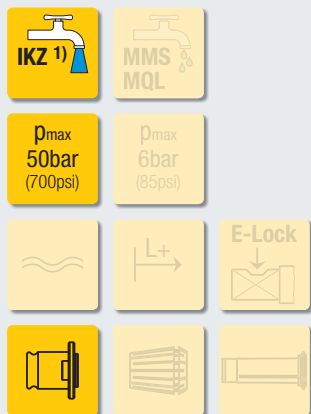 IKZ 1)
MMS
MQL
pmax
50bar
(700psi)
pmax
6bar
(85psi)
L+
E-Lock